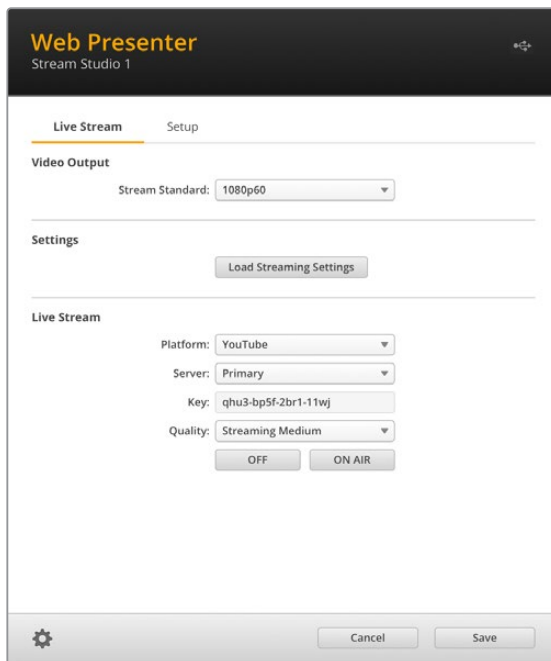 Web Presenter
Stream Studio 1
Live Stream Setup
Video Output
Stream Standard: 1080p60
Settings
Load Streaming Settings
Live Stream
Platform: YouTube
Server: Primary
Key: qhu3-bp5f-2br1-11wj
Quality: Streaming Medium
OFF ON AIR
Cancel Save